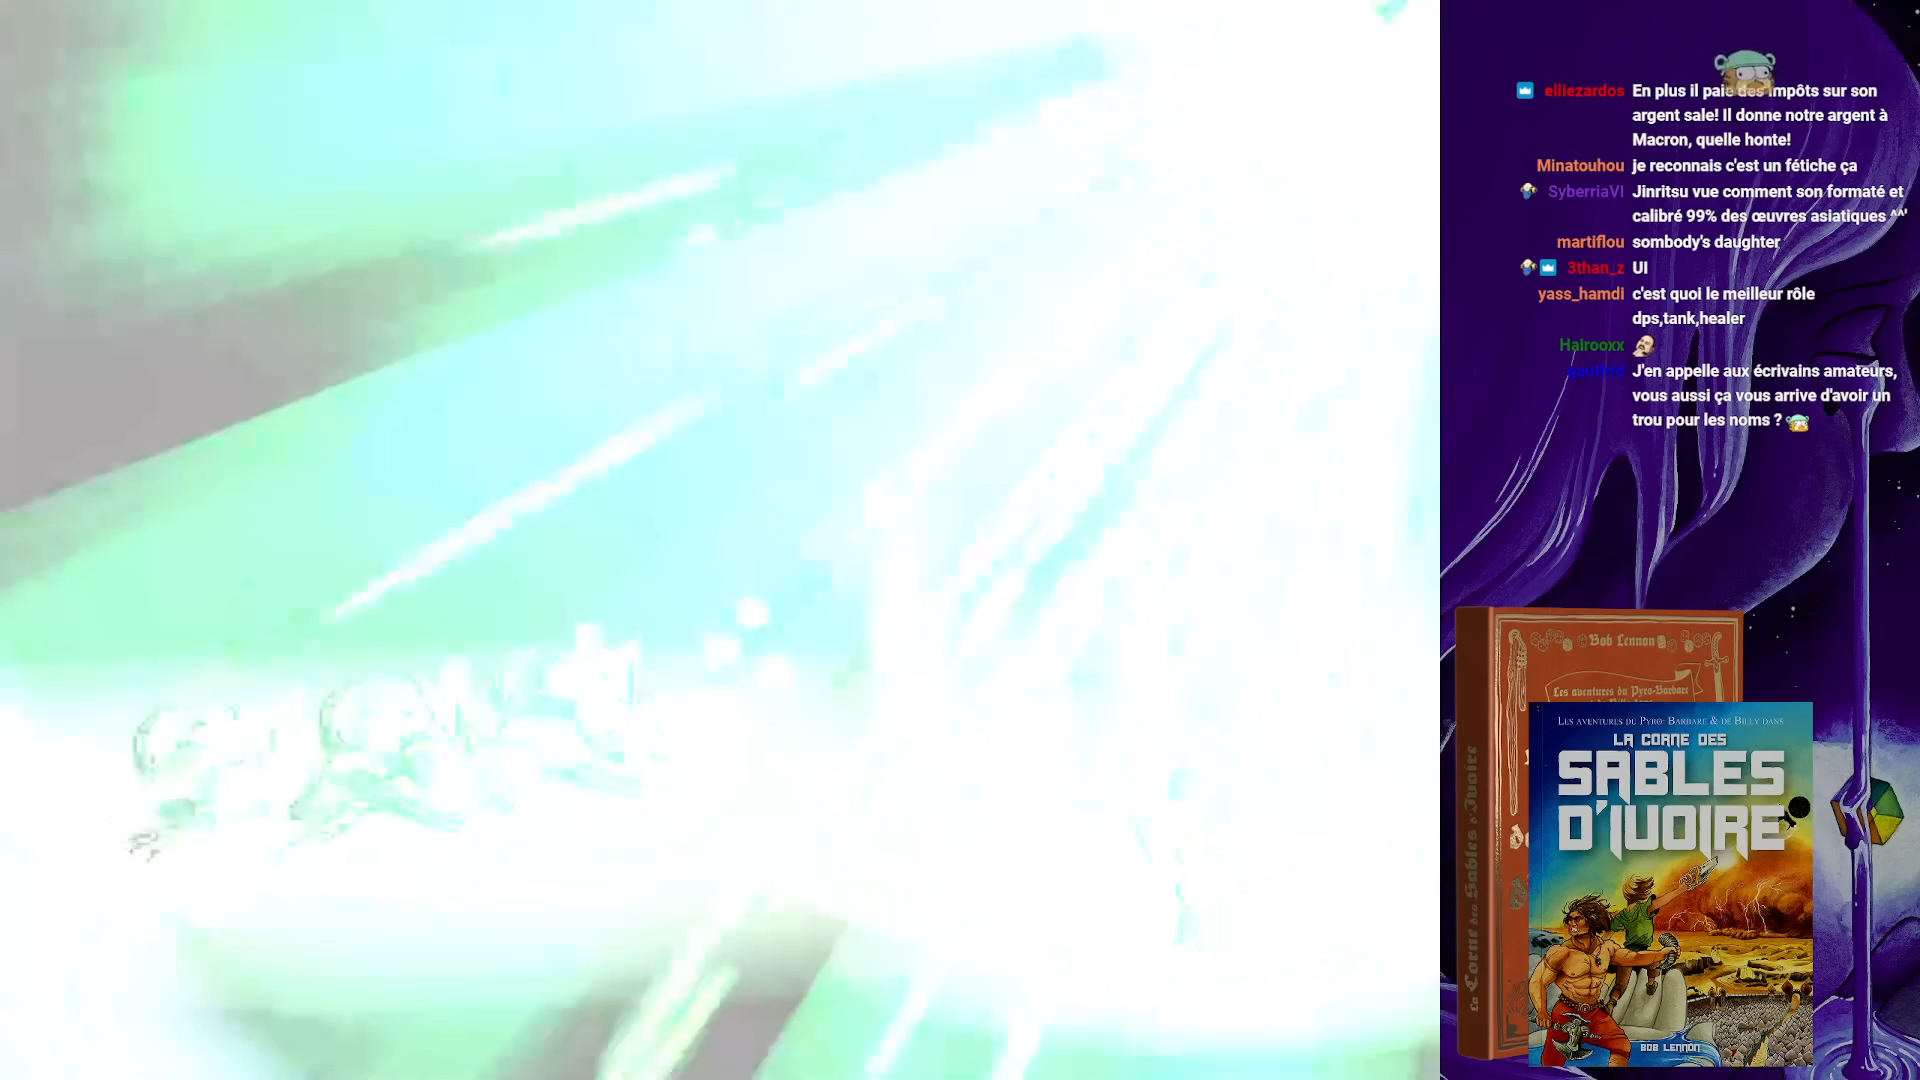 elliezardos En plus il paie des impôts sur son
argent sale! Il donne notre argent à
Macron, quelle honte!
Minatouhou je reconnais c'est un fétiche ça
SyberriaVI Jinritsu vue comment son formaté et
calibré 99% des œuvres asiatiques ^^'
martiflou sombody's daughter
3than_z UI
yass_hamdi c'est quoi le meilleur rôle
dps,tank,healer
Hairooxx
J'en appelle aux écrivains amateurs,
vous aussi ça vous arrive d'avoir un
trou pour les noms ?
Bob Lennon
Les aventures du Pyro-Barbare
La Corne des Sables d'Ivoire
Les aventures du Pyro-Barbare & de Billy dans
LA CORNE DES
SABLES
D'IVOIRE
BOB LENNON